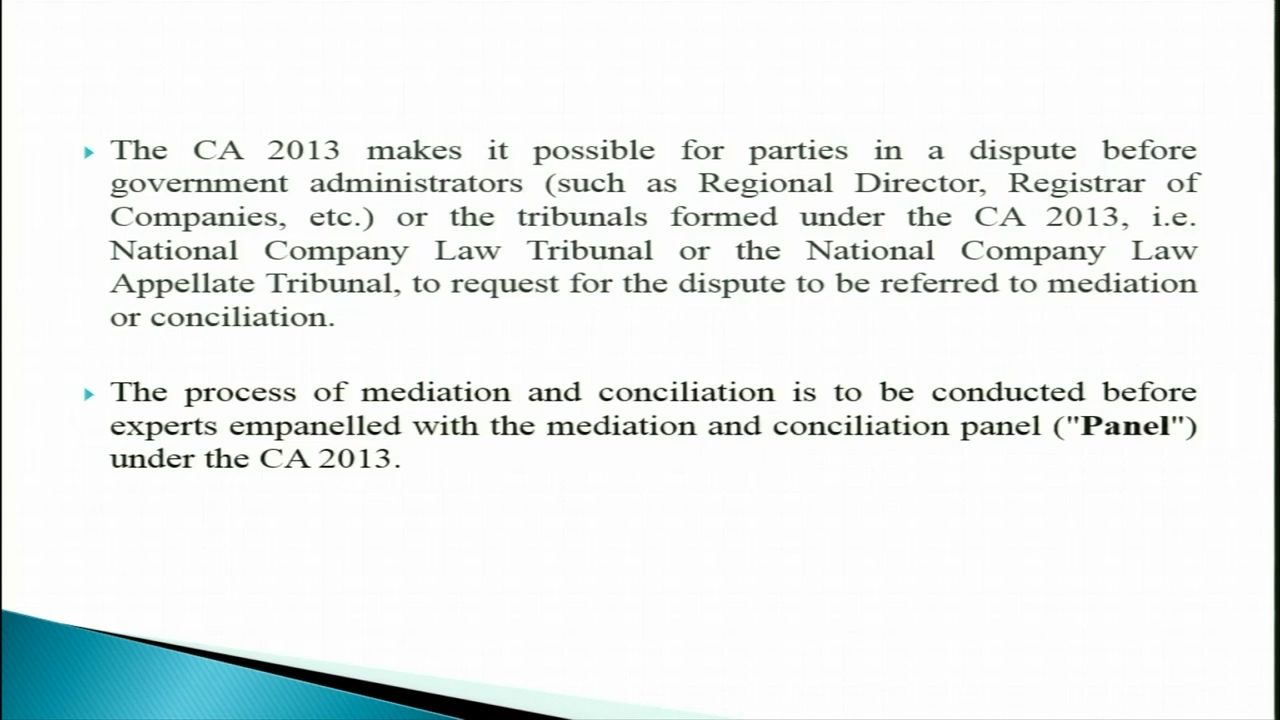 The CA 2013 makes it possible for parties in a dispute before
government administrators (such as Regional Director, Registrar of
Companies, etc.) or the tribunals formed under the CA 2013, i.e.
National Company Law Tribunal or the National Company Law
Appellate Tribunal, to request for the dispute to be referred to mediation
or conciliation.
The process of mediation and conciliation is to be conducted before
experts empanelled with the mediation and conciliation panel ("Panel")
under the CA 2013.